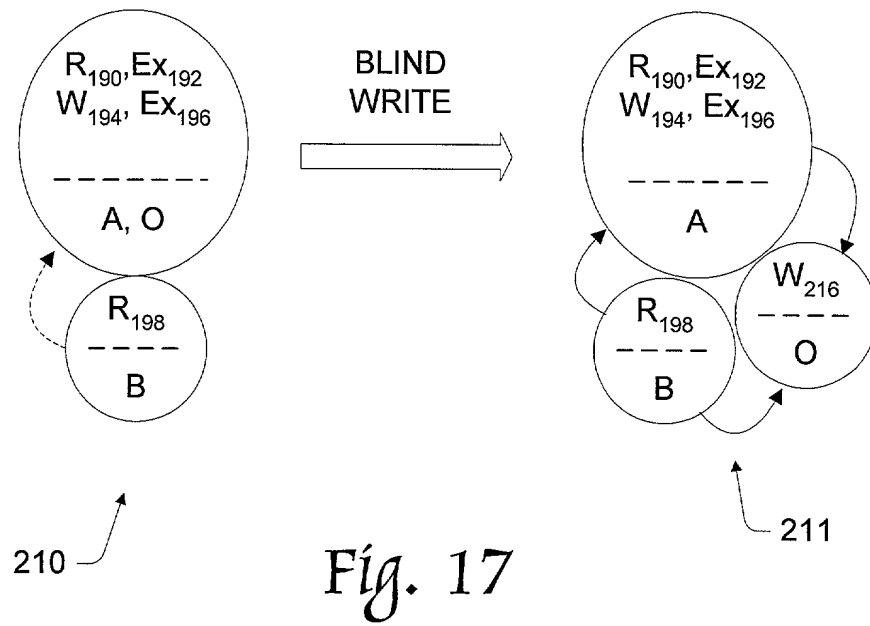 R190,Ex192
W194, Ex196
A, O
R198
B
210
BLIND
WRITE
R190,Ex192
W194, Ex196
A
R198
B
W216
O
211
Fig. 17